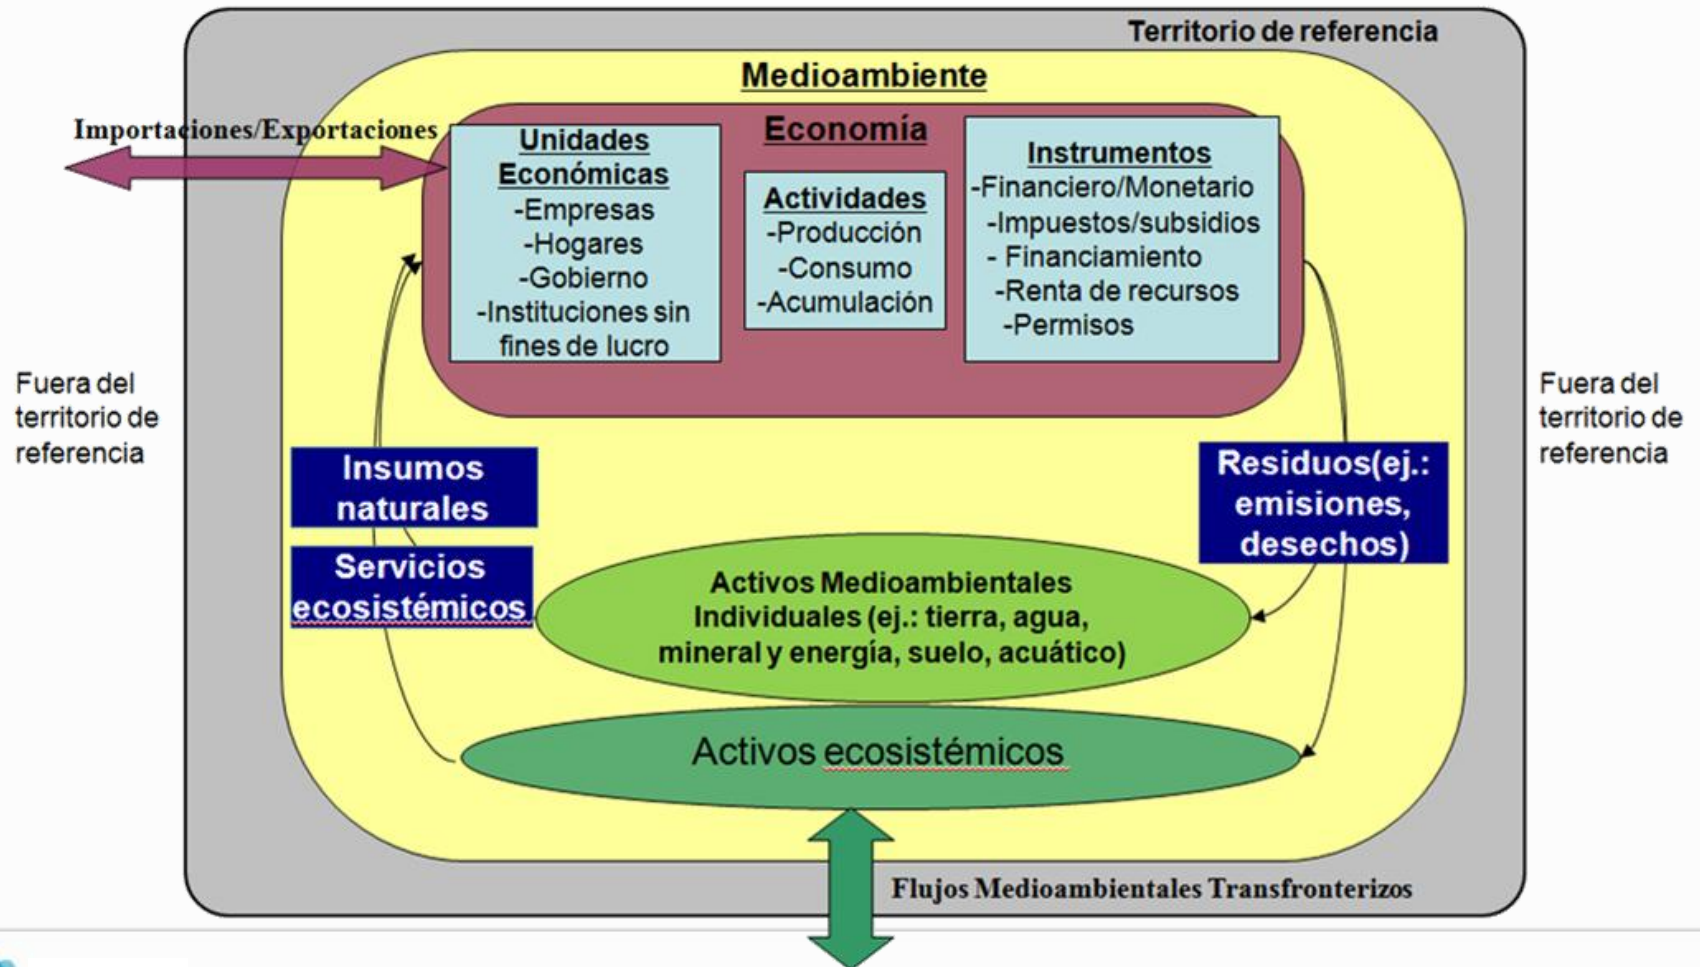 Territorio de referencia
Medioambiente
Importaciones/Exportaciones
Economía
Unidades
Económicas
-Empresas
-Hogares
-Gobierno
-Instituciones sin
fines de lucro
Actividades
-Producción
-Consumo
-Acumulación
Instrumentos
-Financiero/Monetario
-Impuestos/subsidios
- Financiamiento
-Renta de recursos
-Permisos
Fuera del
territorio de
referencia
Fuera del
territorio de
referencia
Insumos
naturales
Servicios
ecosistémicos
Residuos(ej.:
emisiones,
desechos)
Activos Medioambientales
Individuales (ej.: tierra, agua,
mineral y energía, suelo, acuático)
Activos ecosistémicos
Flujos Medioambientales Transfronterizos